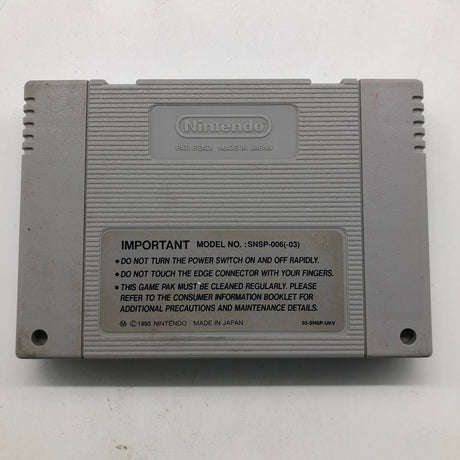 Nintendo
PAT. PEND. MADE IN JAPAN
IMPORTANT MODEL NO. :SNSP-006(-03)
• DO NOT TURN THE POWER SWITCH ON AND OFF RAPIDLY.
• DO NOT TOUCH THE EDGE CONNECTOR WITH YOUR FINGERS.
• THIS GAME PAK MUST BE CLEANED REGULARLY. PLEASE
REFER TO THE CONSUMER INFORMATION BOOKLET FOR
ADDITIONAL PRECAUTIONS AND MAINTENANCE DETAILS.
Ⓜ ©1993 NINTENDO MADE IN JAPAN 03-SNSP-UKV